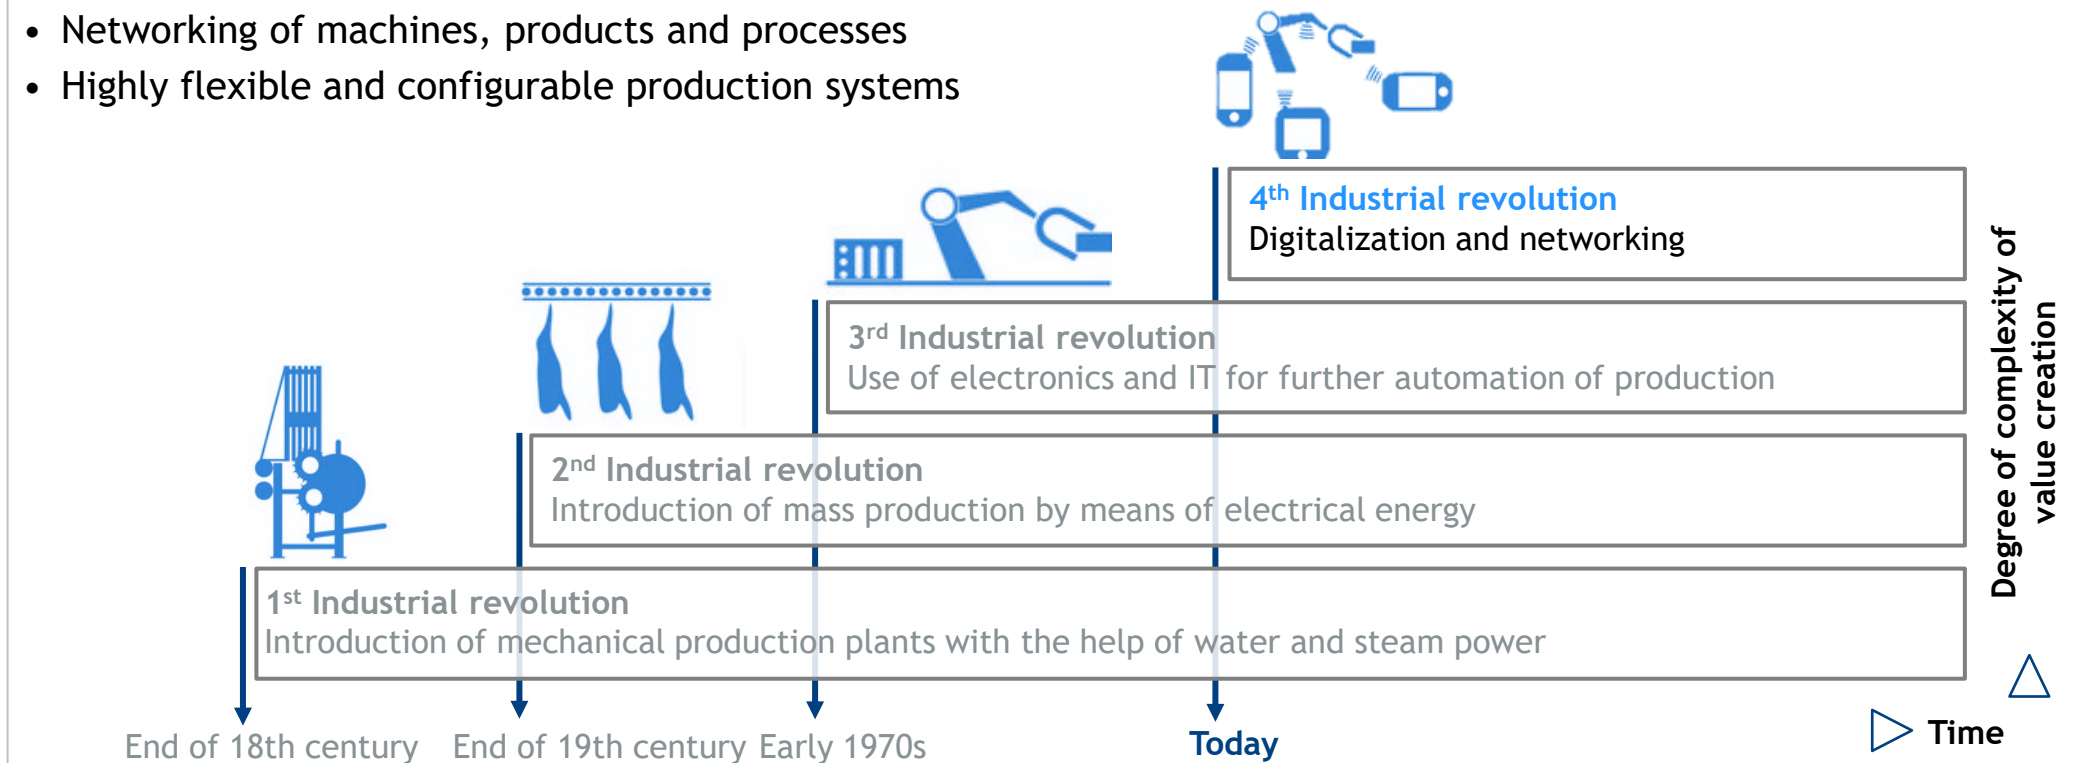 • Networking of machines, products and processes
• Highly flexible and configurable production systems
4th Industrial revolution
Digitalization and networking
3rd Industrial revolution
Use of electronics and IT for further automation of production
2nd Industrial revolution
Introduction of mass production by means of electrical energy
1st Industrial revolution
Introduction of mechanical production plants with the help of water and steam power
Degree of complexity of
value creation
End of 18th century
End of 19th century
Early 1970s
Today
Time